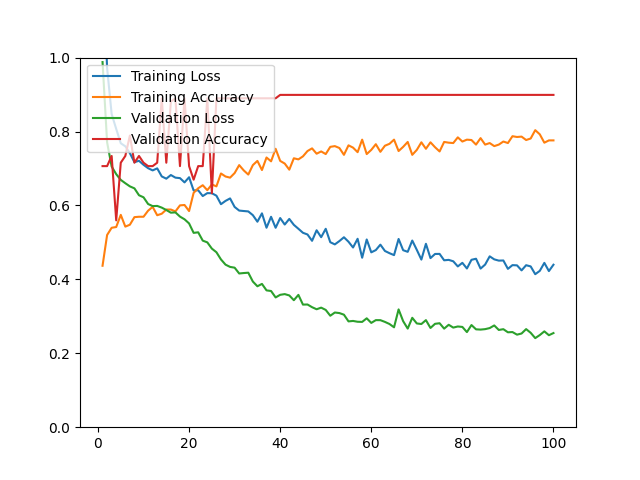 1.0
0.8
0.6
0.4
0.2
0.0
0 20 40 60 80 100
Training Loss
Training Accuracy
Validation Loss
Validation Accuracy